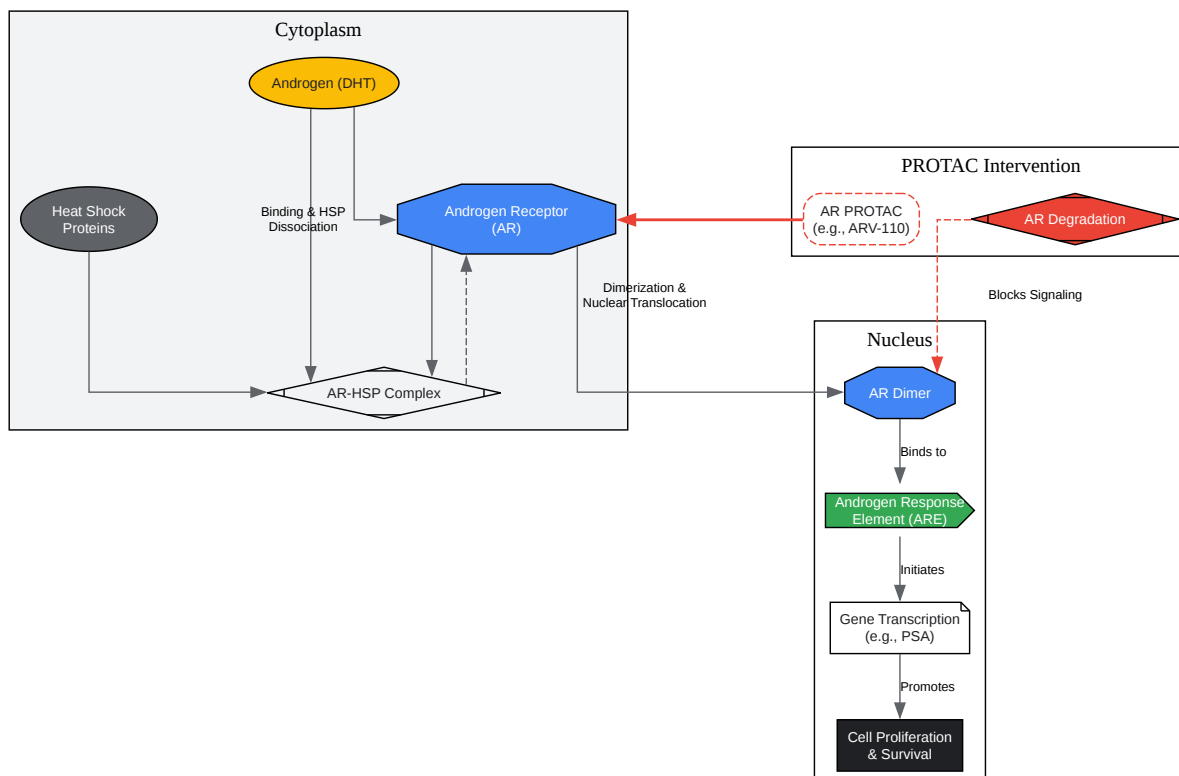 Cytoplasm
Androgen (DHT)
Heat Shock
Proteins
Binding & HSP
Dissociation
Androgen Receptor
(AR)
Dimerization &
Nuclear Translocation
AR-HSP Complex
PROTAC Intervention
AR PROTAC
(e.g., ARV-110)
AR Degradation
Blocks Signaling
Nucleus
AR Dimer
Binds to
Androgen Response
Element (ARE)
Initiates
Gene Transcription
(e.g., PSA)
Promotes
Cell Proliferation
& Survival